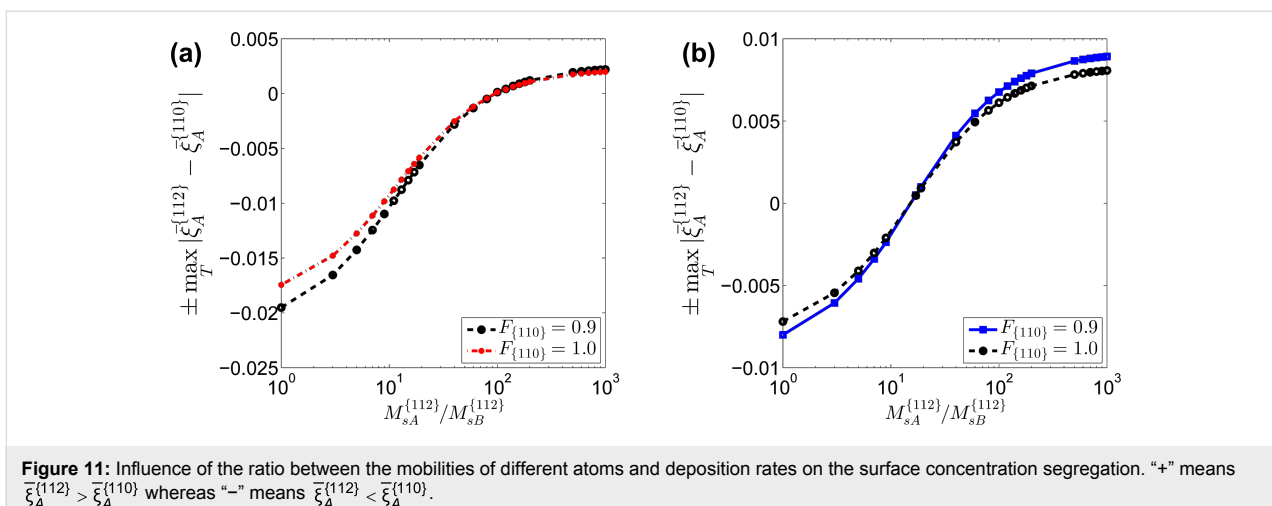 (a)
0.005
0
−0.005
−0.01
−0.015
−0.02
−0.025
± max_T |ξ̄_A^{112} − ξ̄_A^{110}|
F_{110} = 0.9
F_{110} = 1.0
10^0 10^1 10^2 10^3
M_{sA}^{112}/M_{sB}^{112}
(b)
0.01
0.005
0
−0.005
−0.01
± max_T |ξ̄_A^{112} − ξ̄_A^{110}|
F_{110} = 0.9
F_{110} = 1.0
10^0 10^1 10^2 10^3
M_{sA}^{112}/M_{sB}^{112}
Figure 11: Influence of the ratio between the mobilities of different atoms and deposition rates on the surface concentration segregation. “+” means
ξ̄_A^{112} > ξ̄_A^{110} whereas “−” means ξ̄_A^{112} < ξ̄_A^{110}.